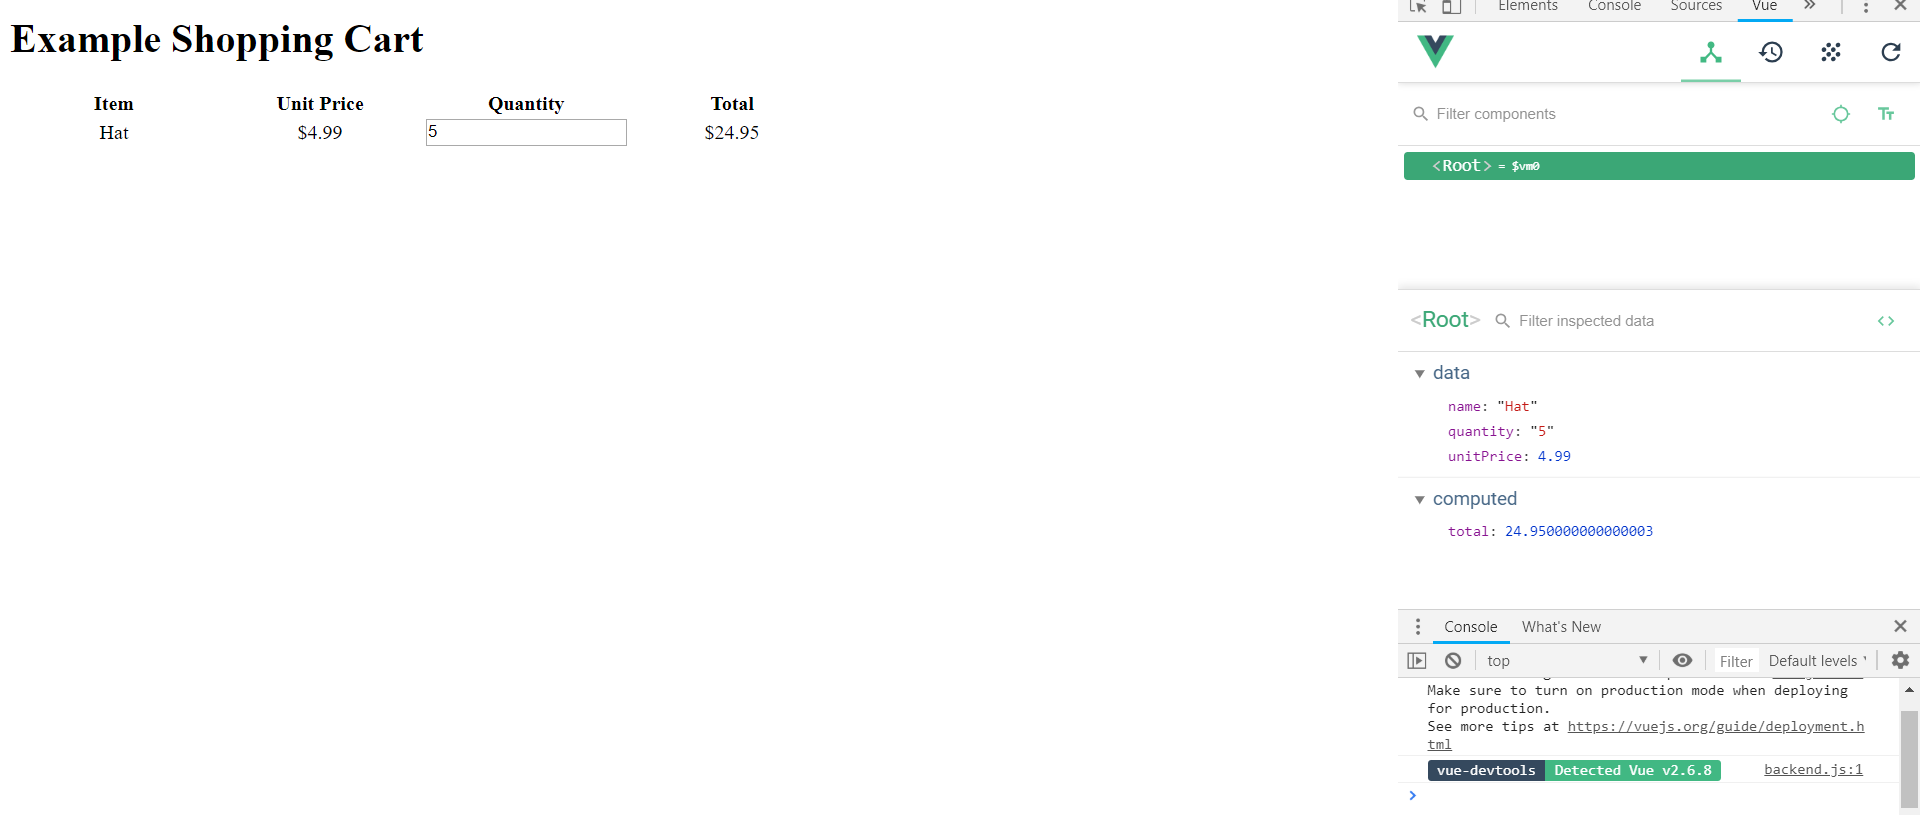 Example Shopping Cart
Item Unit Price Quantity Total
Hat $4.99 5 $24.95
Elements Console Sources Vue »
Filter components
<Root> = $vm0
<Root> Filter inspected data
data
name: "Hat"
quantity: "5"
unitPrice: 4.99
computed
total: 24.950000000000003
Console What's New
top Filter Default levels
Make sure to turn on production mode when deploying
for production.
See more tips at https://vuejs.org/guide/deployment.h
tml
vue-devtools Detected Vue v2.6.8 backend.js:1